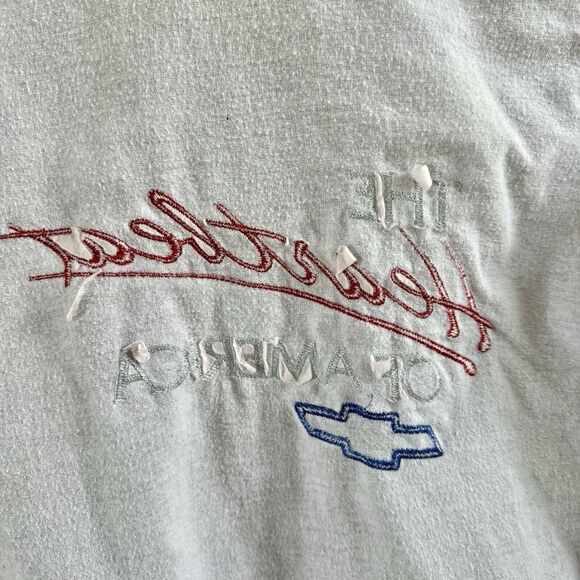 THE
Heartbeat
OF AMERICA